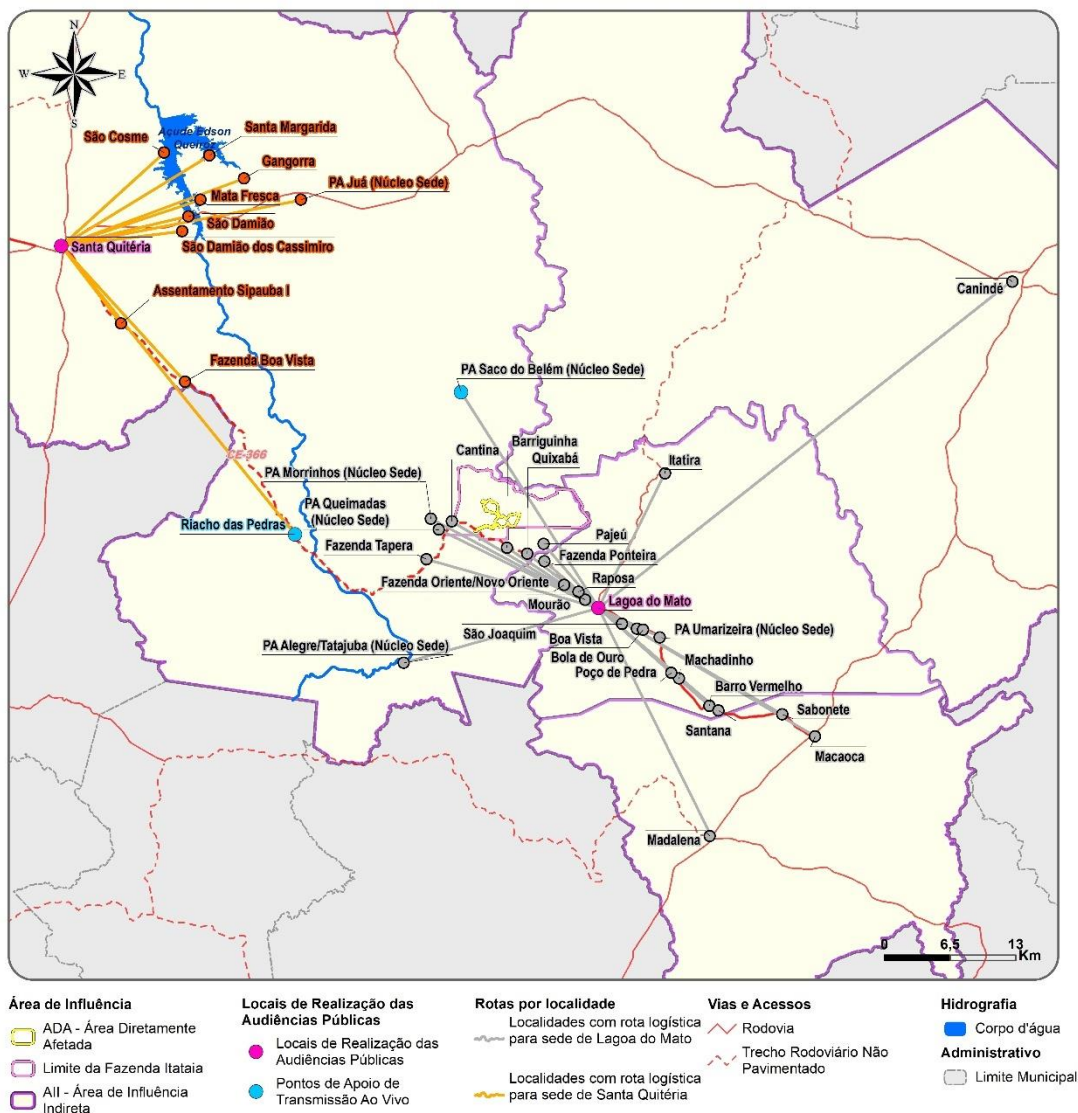 N
W
E
S
Açude Edson
Queiroz
São Cosme
Santa Margarida
Gangorra
PA Juá (Núcleo Sede)
Mata Fresca
São Damião
São Damião dos Cassimiro
Santa Quitéria
Assentamento Sipauba I
Fazenda Boa Vista
Canindé
PA Saco do Belém (Núcleo Sede)
CE-366
Cantina
Barriguinha
Quixabá
Itatira
PA Morrinhos (Núcleo Sede)
PA Queimadas
(Núcleo Sede)
Riacho das Pedras
Fazenda Tapera
Pajeú
Fazenda Ponteira
Fazenda Oriente/Novo Oriente
Raposa
Mourão
Lagoa do Mato
São Joaquim
Boa Vista
PA Umarizeira (Núcleo Sede)
PA Alegre/Tatajuba (Núcleo Sede)
Bola de Ouro
Machadinho
Poço de Pedra
Barro Vermelho
Santana
Sabonete
Macaoca
Madalena
0 6,5 13
Km
Área de Influência
ADA - Área Diretamente
Afetada
Limite da Fazenda Itataia
AII - Área de Influência
Indireta
Locais de Realização das
Audiências Públicas
Locais de Realização das
Audiências Públicas
Pontos de Apoio de
Transmissão Ao Vivo
Rotas por localidade
Localidades com rota logística
para sede de Lagoa do Mato
Localidades com rota logística
para sede de Santa Quitéria
Vias e Acessos
Rodovia
Trecho Rodoviário Não
Pavimentado
Hidrografia
Corpo d'água
Administrativo
Limite Municipal